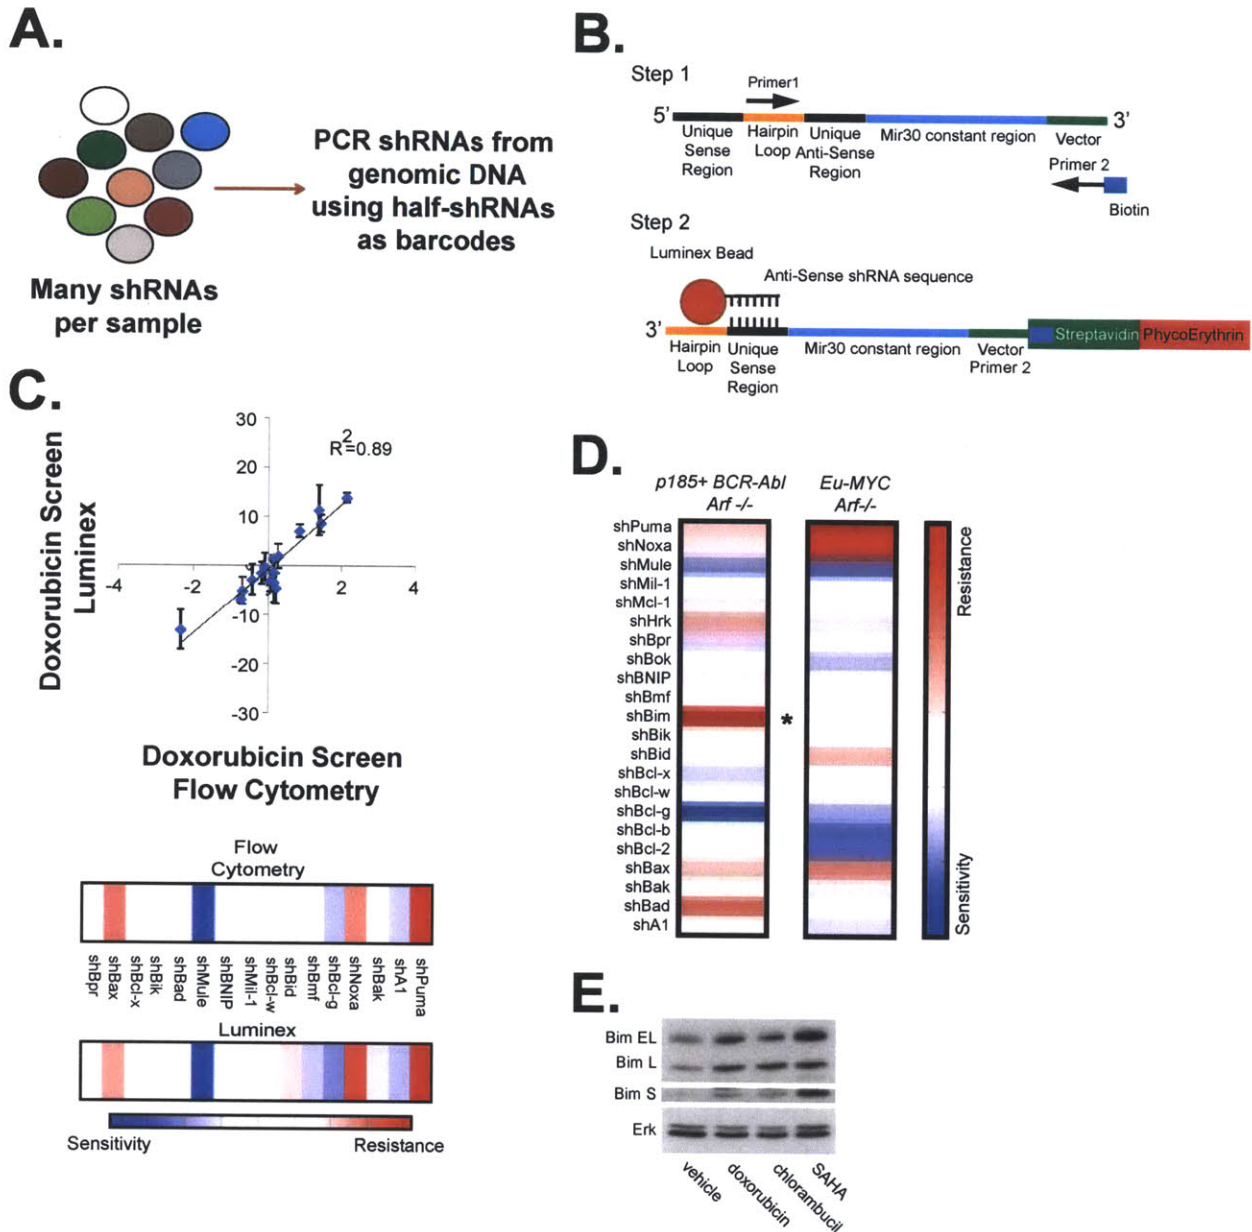 A.
PCR shRNAs from
genomic DNA
using half-shRNAs
as barcodes
Many shRNAs
per sample
B.
Step 1
Primer1
5'
3'
Unique
Sense
Region
Hairpin
Loop
Unique
Anti-Sense
Region
Mir30 constant region
Vector
Primer 2
Biotin
Step 2
Luminex Bead
Anti-Sense shRNA sequence
3'
Streptavidin
PhycoErythrin
Hairpin
Loop
Unique
Sense
Region
Mir30 constant region
Vector
Primer 2
C.
Doxorubicin Screen
Luminex
30
20
10
-10
-20
-30
-4
-2
2
4
R²=0.89
Doxorubicin Screen
Flow Cytometry
Flow
Cytometry
shBpr
shBax
shBcl-x
shBik
shBad
shMule
shBNIP
shMil-1
shBcl-w
shBid
shBmf
shBcl-g
shNoxa
shBak
shA1
shPuma
Luminex
Sensitivity
Resistance
D.
p185+ BCR-Abl
Arf -/-
Eu-MYC
Arf-/-
shPuma
shNoxa
shMule
shMil-1
shMcl-1
shHrk
shBpr
shBok
shBNIP
shBmf
shBim
*
shBik
shBid
shBcl-x
shBcl-w
shBcl-g
shBcl-b
shBcl-2
shBax
shBak
shBad
shA1
Resistance
Sensitivity
E.
Bim EL
Bim L
Bim S
Erk
vehicle
doxorubicin
chlorambucil
SAHA